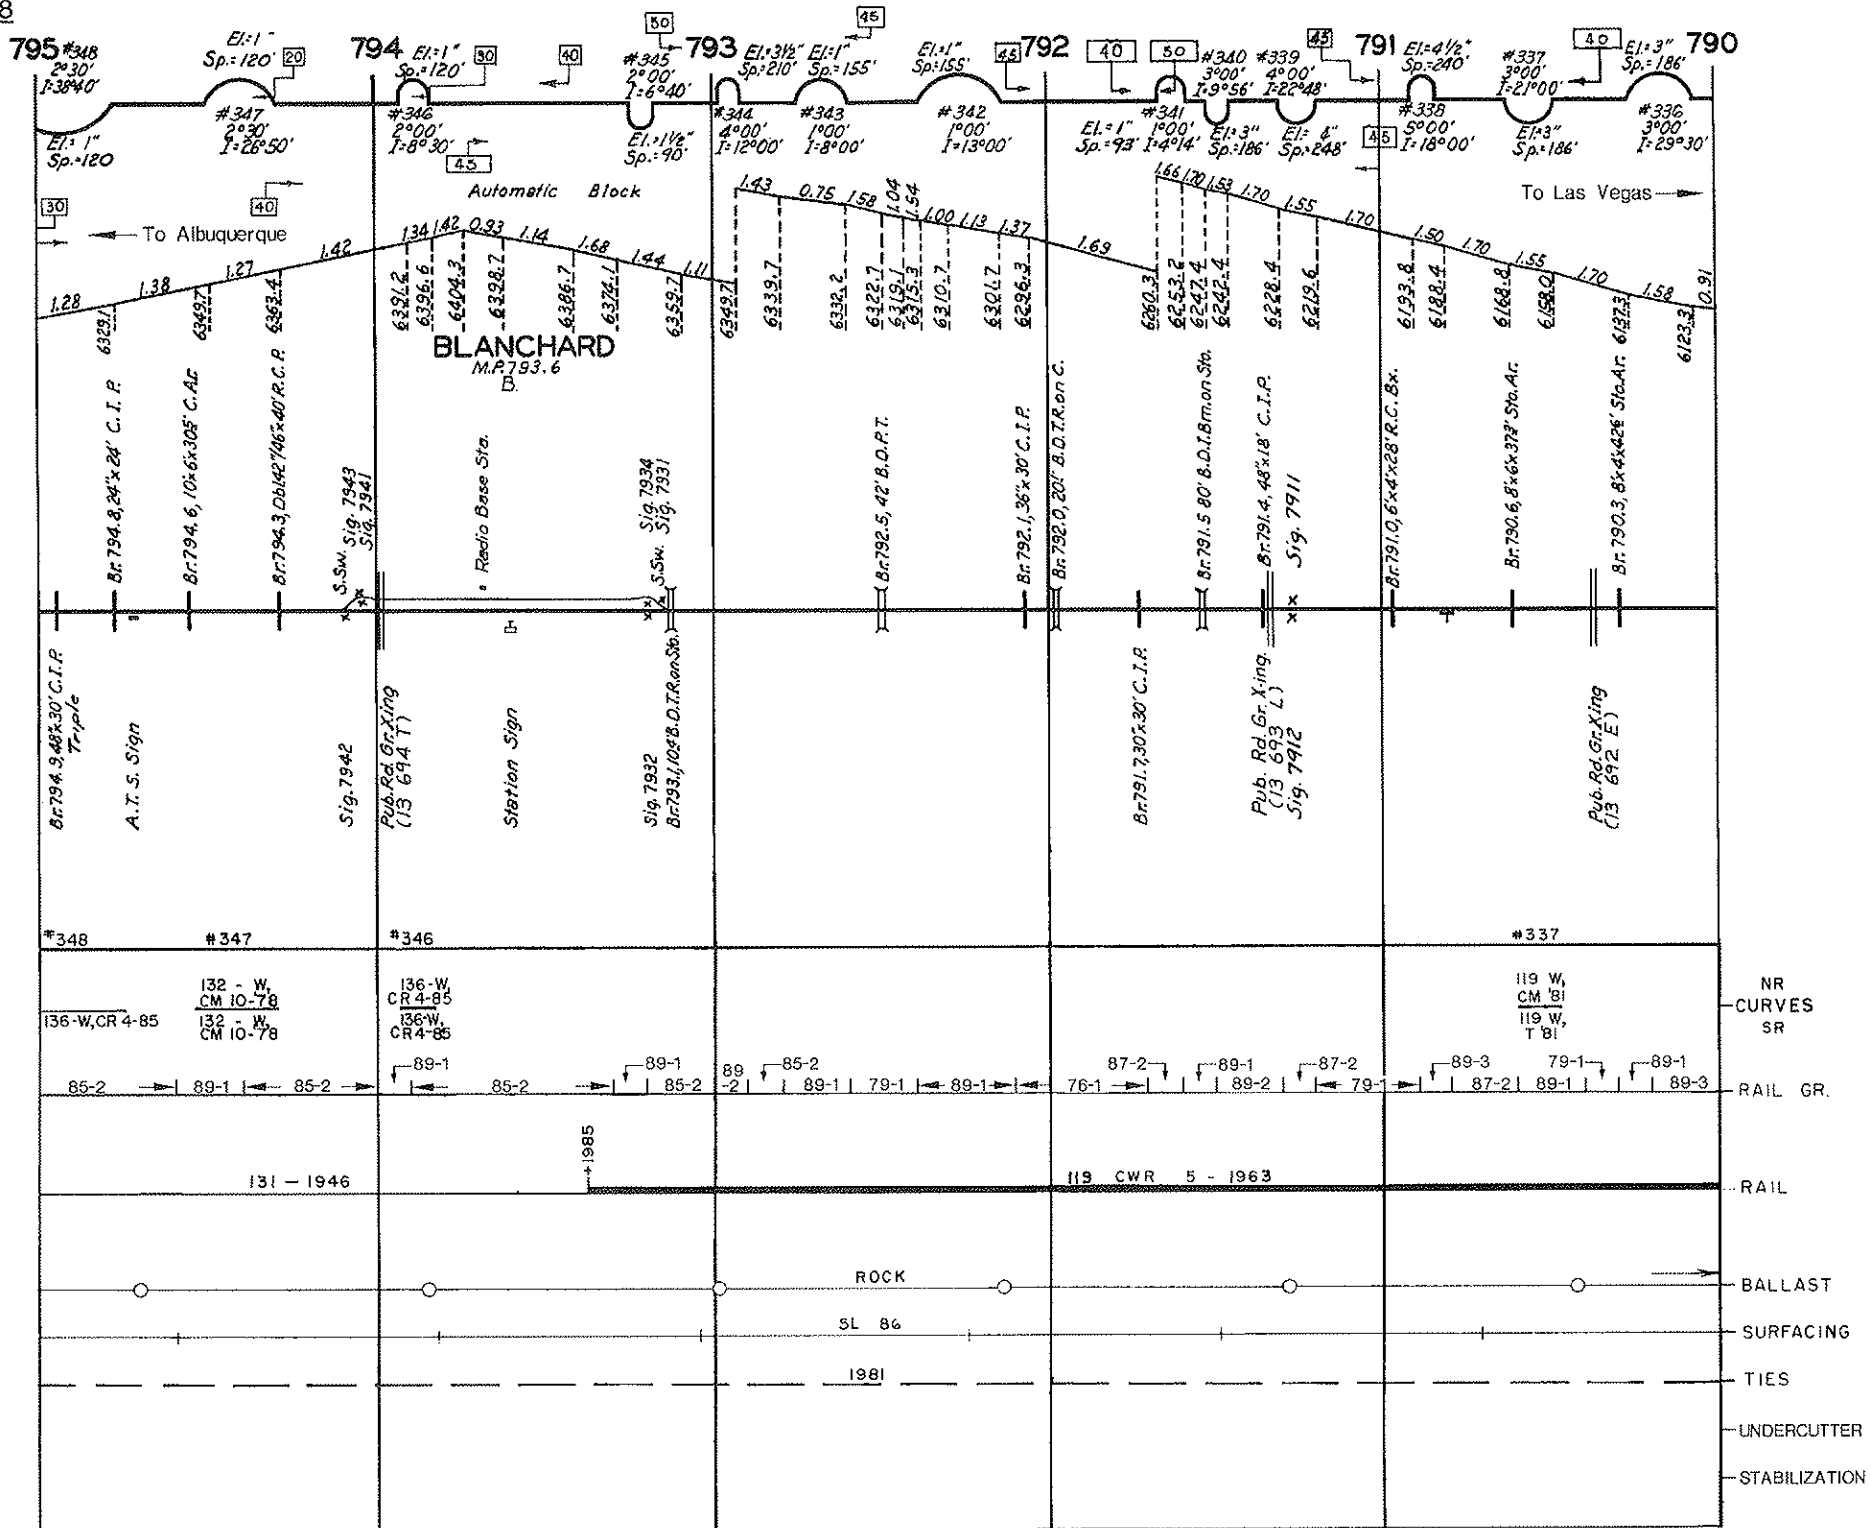 8
795
#348
2°30'
I=38°40'
El.=1"
Sp.=120
El.=1"
Sp.=120'
20
#347
2°30'
I=26°50'
794
El.=1"
Sp.=120'
30
40
#346
2°00'
I=8°30'
45
50
#345
2°00'
I=6°40'
El.=1½"
Sp.=90'
793
El.=3½"
Sp.=210'
#344
4°00'
I=12°00'
45
El.=1"
Sp.=155'
#343
1°00'
I=8°00'
El.=1"
Sp.=155'
#342
1°00'
I=13°00'
45
792
40
50
El.=1"
Sp.=93'
#341
1°00'
I=4°14'
#340
3°00'
I=9°56'
El.=3"
Sp.=186'
#339
4°00'
I=22°48'
El.=4"
Sp.=248'
45
45
791
El.=4½"
Sp.=240'
#338
5°00'
I=18°00'
#337
3°00'
I=21°00'
El.=3"
Sp.=186'
40
El.=3"
Sp.=186'
#336
3°00'
I=29°30'
790
30
40
Automatic Block
To Albuquerque
To Las Vegas
1.28 1.38 1.27 1.42 1.34 1.42 0.93 1.14 1.68 1.44 1.11
1.43 0.75 1.58 1.04 1.54 1.00 1.13 1.37 1.69
1.66 1.70 1.53 1.70 1.55 1.70 1.50 1.70 1.55 1.70 1.58 0.91
6329.1 6349.7 6363.4 6391.2 6396.6 6404.3 6398.7 6386.7 6374.1 6359.7 6349.7 6339.7 6332.2 6322.7 6319.1 6315.3 6310.7 6301.7 6296.3 6260.3 6253.2 6247.4 6242.4 6228.4 6219.6 6193.8 6188.4 6168.8 6158.0 6137.3 6123.3
BLANCHARD
M.P. 793.6
B.
Br. 794.8, 24"x 24' C.I.P.
Br. 794.6, 10x6x305' C.Ar.
Br. 794.3, Dbl.42"/46x40' R.C.P.
S.Sw.
Sig. 7943
Sig. 7941
Radio Base Sta.
Sig. 7934
Sig. 7931
S.Sw.
Br. 792.5, 42' B.D.P.T.
Br. 792.1, 36"x 30' C.I.P.
Br. 792.0, 20' B.D.T.R. on C.
Br. 791.5 80' B.D.I.Bm.on Sto.
Br. 791.4, 48"x18' C.I.P.
Sig. 7911
Br. 791.0, 6'x4'x28' R.C. Bx.
Br. 790.6, 8'x6'x37½' Sto.Ar.
Br. 790.3, 8'x4'x42½' Sto.Ar.
Br. 794.9, 48"x30' C.I.P.
Triple
A.T.S. Sign
Sig. 7942
Pub. Rd. Gr. Xing
(13 694 T)
Station Sign
Sig. 7932
Br. 793.1, 104' B.D.T.R. on Sto.
Br. 791.7, 30"x30' C.I.P.
Pub. Rd. Gr. X-ing
(13 693 L)
Sig. 7912
Pub. Rd. Gr. Xing
(13 692 E)
#348 #347 #346 #337
136-W, CR 4-85
132 - W,
CM 10-78
132 - W,
CM 10-78
136-W,
CR 4-85
136-W,
CR 4-85
119 W,
CM '81
119 W,
T '81
NR
CURVES
SR
85-2 89-1 85-2 89-1 85-2 89-1 85-2 89-2 85-2 89-1 79-1 89-1 76-1 87-2 89-1 89-2 87-2 79-1 89-3 87-2 89-1 79-1 89-1 89-3
RAIL GR.
131 — 1946
1985
119 CWR 5 - 1963
RAIL
ROCK
BALLAST
SL 86
SURFACING
1981
TIES
UNDERCUTTER
STABILIZATION